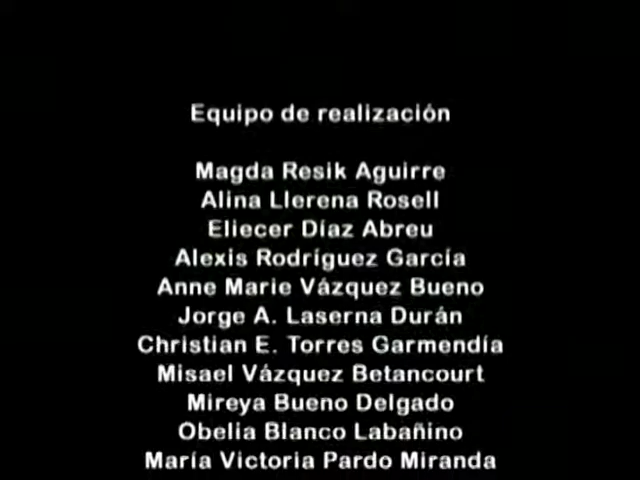 Equipo de realización
Magda Resik Aguirre
Alina Llerena Rosell
Eliecer Díaz Abreu
Alexis Rodríguez García
Anne Marie Vázquez Bueno
Jorge A. Laserna Durán
Christian E. Torres Garmendía
Misael Vázquez Betancourt
Mireya Bueno Delgado
Obelia Blanco Labañino
María Victoria Pardo Miranda